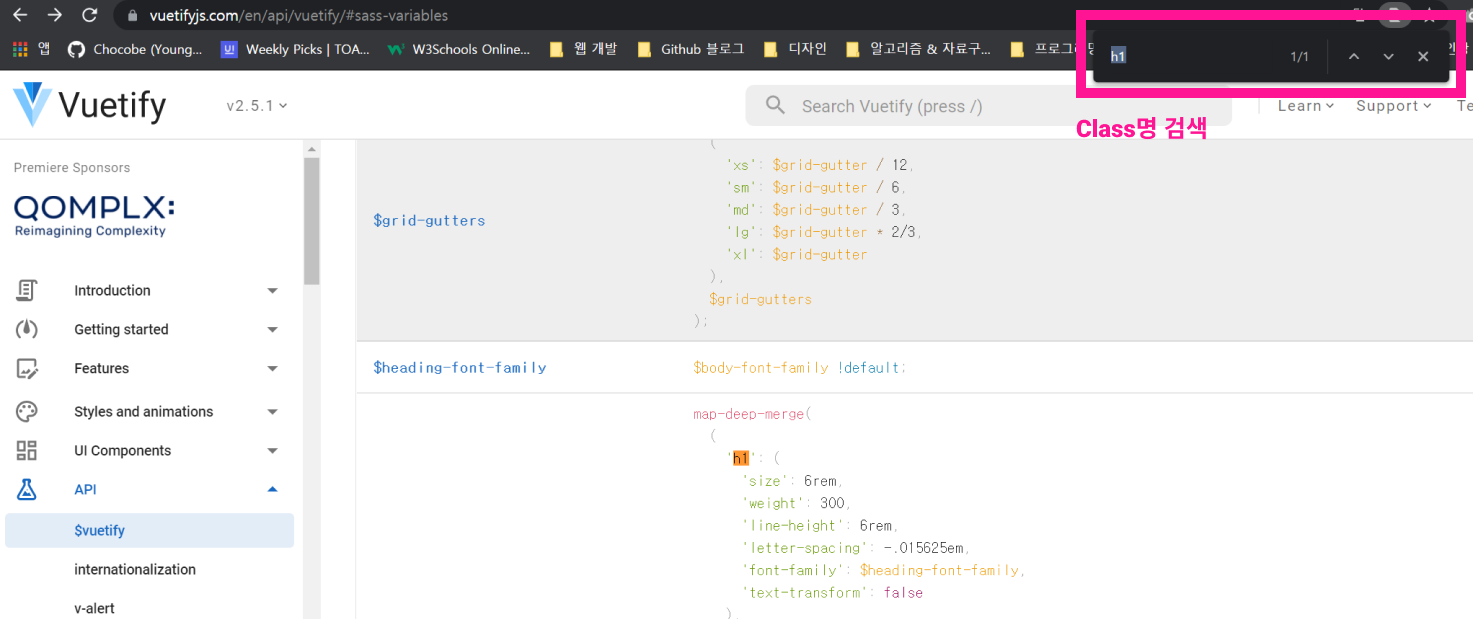 vuetifyjs.com/en/api/vuetify/#sass-variables
앱
Chocobe (Young...
Weekly Picks | TOA...
W3Schools Online...
웹 개발
Github 블로그
디자인
알고리즘 & 자료구...
h1
1/1
Class명 검색
Vuetify
v2.5.1
Search Vuetify (press /)
Learn
Support
Te
Premiere Sponsors
QOMPLX:
Reimagining Complexity
Introduction
Getting started
Features
Styles and animations
UI Components
API
$vuetify
internationalization
v-alert
(
'xs': $grid-gutter / 12,
'sm': $grid-gutter / 6,
'md': $grid-gutter / 3,
'lg': $grid-gutter * 2/3,
'xl': $grid-gutter
),
$grid-gutters
);
$grid-gutters
$heading-font-family
$body-font-family !default;
map-deep-merge(
(
'h1': (
'size': 6rem,
'weight': 300,
'line-height': 6rem,
'letter-spacing': -.015625em,
'font-family': $heading-font-family,
'text-transform': false
),